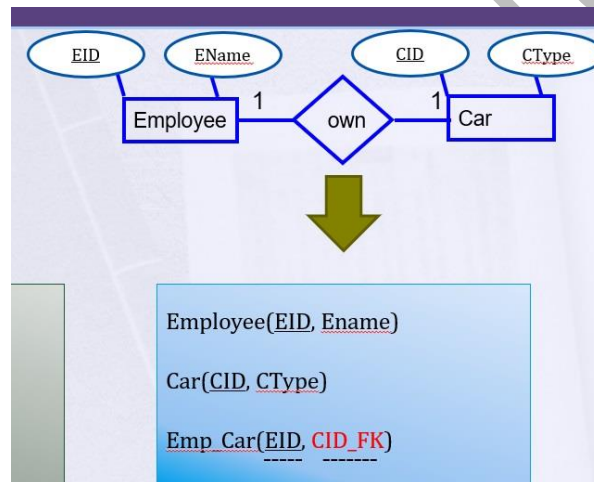 EID EName CID CType
1 1
Employee own Car
Employee(EID, Ename)
Car(CID, CType)
Emp_Car(EID, CID_FK)